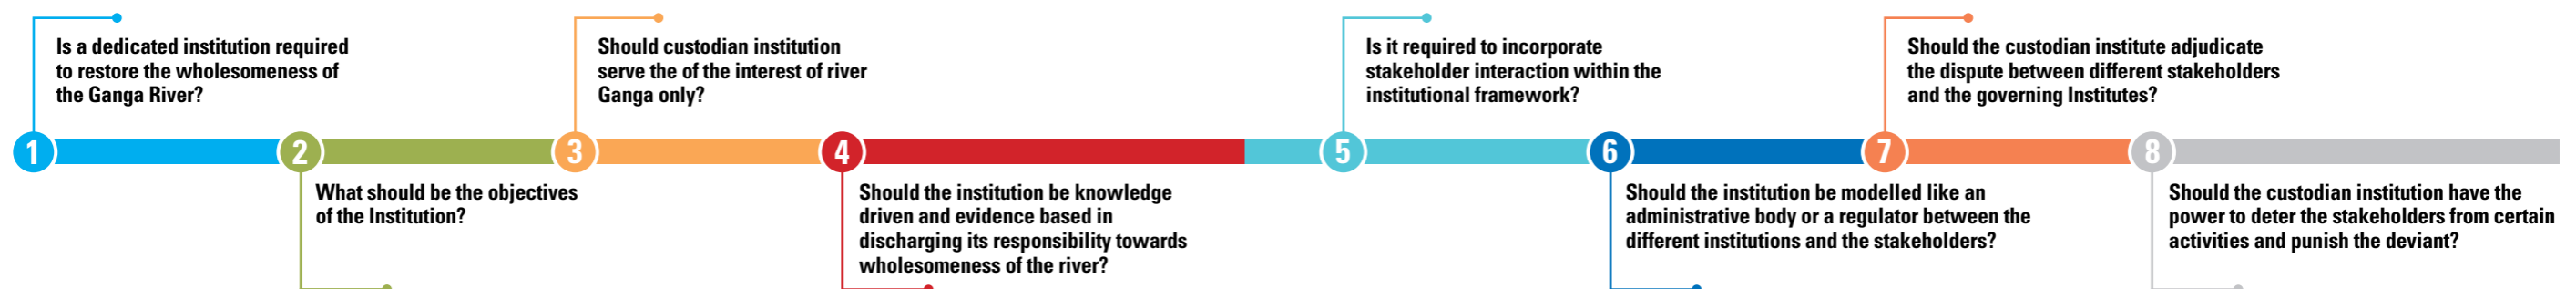 1
Is a dedicated institution required
to restore the wholesomeness of
the Ganga River?
2
What should be the objectives
of the Institution?
3
Should custodian institution
serve the of the interest of river
Ganga only?
4
Should the institution be knowledge
driven and evidence based in
discharging its responsibility towards
wholesomeness of the river?
5
Is it required to incorporate
stakeholder interaction within the
institutional framework?
6
Should the institution be modelled like an
administrative body or a regulator between the
different institutions and the stakeholders?
7
Should the custodian institute adjudicate
the dispute between different stakeholders
and the governing Institutes?
8
Should the custodian institution have the
power to deter the stakeholders from certain
activities and punish the deviant?